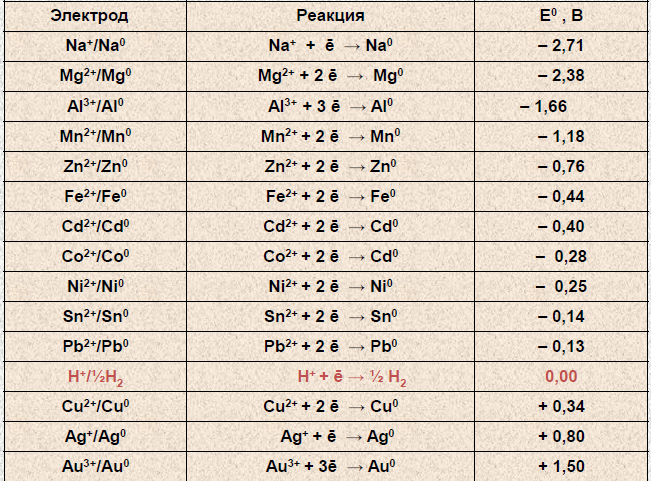 Электрод Реакция E⁰ , В
Na⁺/Na⁰ Na⁺ + ē → Na⁰ – 2,71
Mg²⁺/Mg⁰ Mg²⁺ + 2 ē → Mg⁰ – 2,38
Al³⁺/Al⁰ Al³⁺ + 3 ē → Al⁰ – 1,66
Mn²⁺/Mn⁰ Mn²⁺ + 2 ē → Mn⁰ – 1,18
Zn²⁺/Zn⁰ Zn²⁺ + 2 ē → Zn⁰ – 0,76
Fe²⁺/Fe⁰ Fe²⁺ + 2 ē → Fe⁰ – 0,44
Cd²⁺/Cd⁰ Cd²⁺ + 2 ē → Cd⁰ – 0,40
Co²⁺/Co⁰ Co²⁺ + 2 ē → Cd⁰ – 0,28
Ni²⁺/Ni⁰ Ni²⁺ + 2 ē → Ni⁰ – 0,25
Sn²⁺/Sn⁰ Sn²⁺ + 2 ē → Sn⁰ – 0,14
Pb²⁺/Pb⁰ Pb²⁺ + 2 ē → Pb⁰ – 0,13
H⁺/½H₂ H⁺ + ē → ½ H₂ 0,00
Cu²⁺/Cu⁰ Cu²⁺ + 2 ē → Cu⁰ + 0,34
Ag⁺/Ag⁰ Ag⁺ + ē → Ag⁰ + 0,80
Au³⁺/Au⁰ Au³⁺ + 3ē → Au⁰ + 1,50